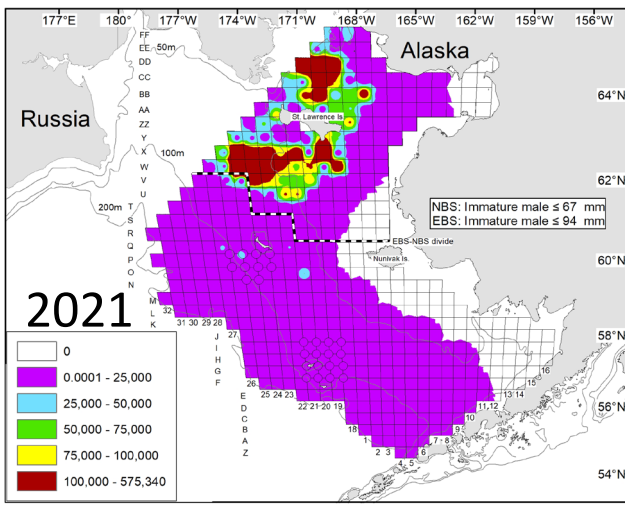 177°E 180° 177°W 174°W 171°W 168°W 165°W 162°W 159°W 156°W
FF
EE
50m
DD
CC
BB
AA
ZZ
Y
X
W
V
U
T
S
R
Q
P
O
N
M
L
K
Alaska
Russia
St. Lawrence Is.
64°N
100m
62°N
200m
NBS: Immature male ≤ 67 mm
EBS: Immature male ≤ 94 mm
EBS-NBS divide
Nunivak Is.
60°N
2021
32
31 30 29 28
27
J
I
H
G
F
58°N
26
25 24 23
22 21 20 19
E
D
C
B
A
Z
18
1
2 3
4 5
6
7 8
9
10
11 12
13 14
15
16
56°N
54°N
0
0.0001 - 25,000
25,000 - 50,000
50,000 - 75,000
75,000 - 100,000
100,000 - 575,340